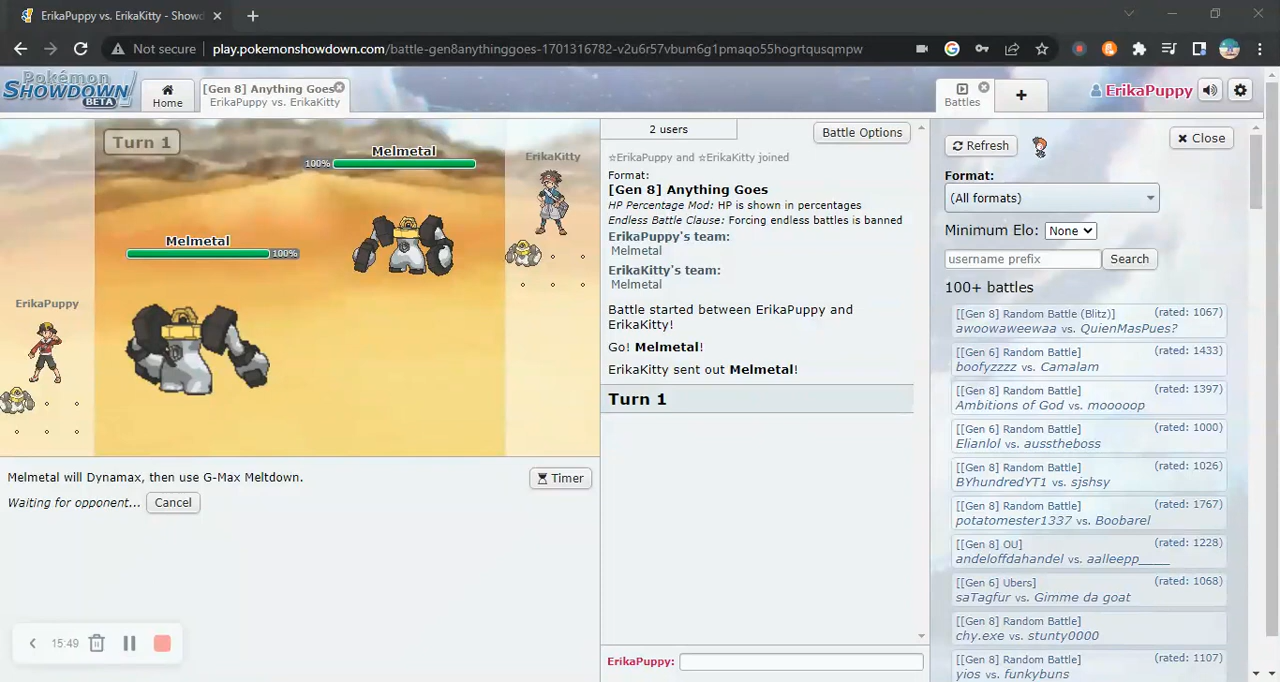 ErikaPuppy vs. ErikaKitty - Showd
Not secure
play.pokemonshowdown.com/battle-gen8anythinggoes-1701316782-v2u6r57vbum6g1pmaqo55hogrtqusqmpw
Pokémon
SHOWDOWN
BETA
Home
[Gen 8] Anything Goes
ErikaPuppy vs. ErikaKitty
Battles
ErikaPuppy
Turn 1
Melmetal
100%
ErikaKitty
Melmetal
100%
ErikaPuppy
Melmetal will Dynamax, then use G-Max Meltdown.
Timer
Waiting for opponent...
Cancel
15:49
2 users
Battle Options
☆ErikaPuppy and ☆ErikaKitty joined
Format:
[Gen 8] Anything Goes
HP Percentage Mod: HP is shown in percentages
Endless Battle Clause: Forcing endless battles is banned
ErikaPuppy's team:
Melmetal
ErikaKitty's team:
Melmetal
Battle started between ErikaPuppy and
ErikaKitty!
Go! Melmetal!
ErikaKitty sent out Melmetal!
Turn 1
ErikaPuppy:
Refresh
Close
Format:
(All formats)
Minimum Elo: None
username prefix
Search
100+ battles
[[Gen 8] Random Battle (Blitz)] (rated: 1067)
awoowaweewaa vs. QuienMasPues?
[[Gen 6] Random Battle] (rated: 1433)
boofyzzzz vs. Camalam
[[Gen 8] Random Battle] (rated: 1397)
Ambitions of God vs. mooooop
[[Gen 6] Random Battle] (rated: 1000)
Elianlol vs. ausstheboss
[[Gen 8] Random Battle] (rated: 1026)
BYhundredYT1 vs. sjshsy
[[Gen 8] Random Battle] (rated: 1767)
potatomester1337 vs. Boobarel
[[Gen 8] OU] (rated: 1228)
andeloffdahandel vs. aalleepp____
[[Gen 6] Ubers] (rated: 1068)
saTagfur vs. Gimme da goat
[[Gen 8] Random Battle]
chy.exe vs. stunty0000
[[Gen 8] Random Battle] (rated: 1107)
yios vs. funkybuns